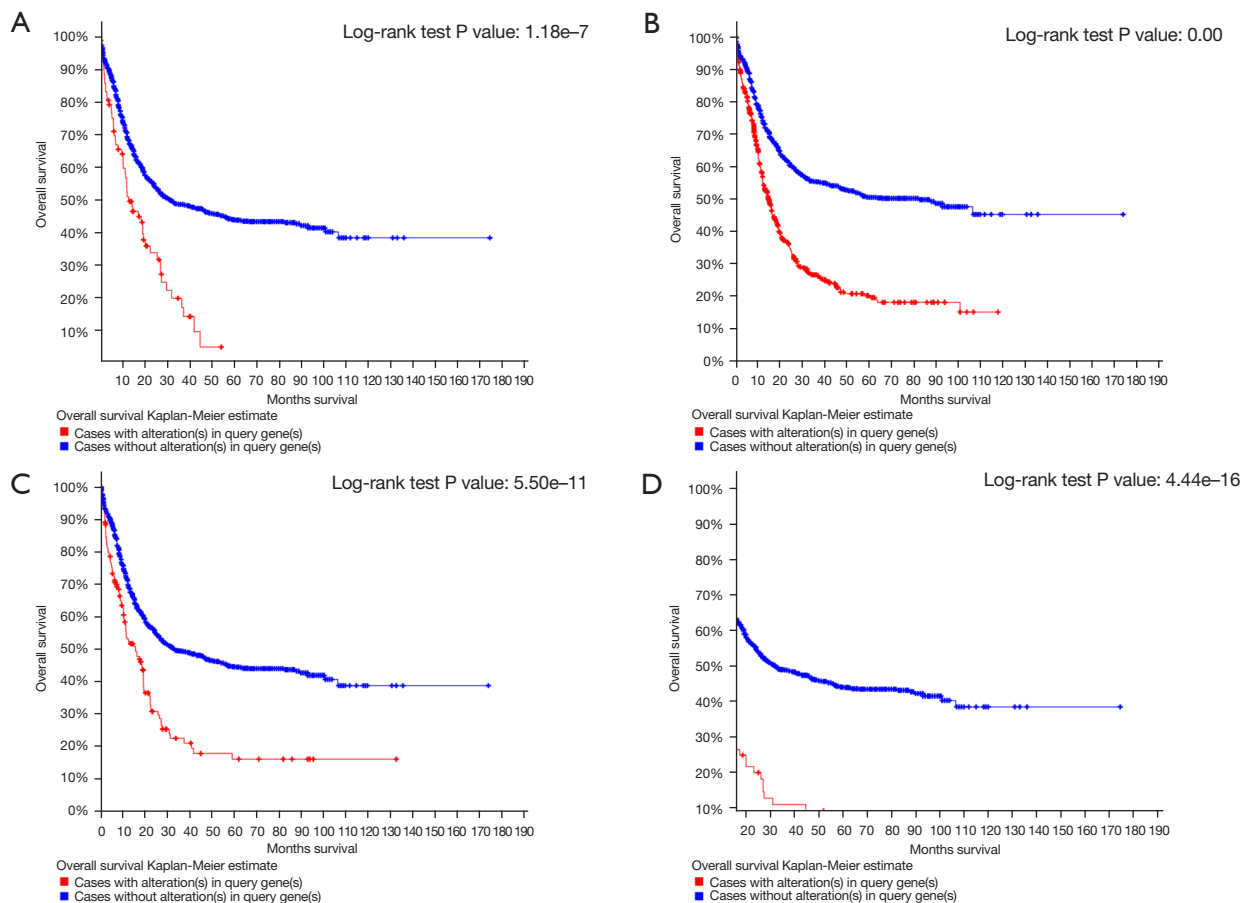 A
Log-rank test P value: 1.18e–7
100%
90%
80%
70%
60%
50%
40%
30%
20%
10%
Overall survival
10 20 30 40 50 60 70 80 90 100 110 120 130 140 150 160 170 180 190
Months survival
Overall survival Kaplan-Meier estimate
Cases with alteration(s) in query gene(s)
Cases without alteration(s) in query gene(s)
B
Log-rank test P value: 0.00
100%
90%
80%
70%
60%
50%
40%
30%
20%
10%
0%
Overall survival
0 10 20 30 40 50 60 70 80 90 100 110 120 130 140 150 160 170 180 190
Months survival
Overall survival Kaplan-Meier estimate
Cases with alteration(s) in query gene(s)
Cases without alteration(s) in query gene(s)
C
Log-rank test P value: 5.50e–11
100%
90%
80%
70%
60%
50%
40%
30%
20%
10%
0%
Overall survival
0 10 20 30 40 50 60 70 80 90 100 110 120 130 140 150 160 170 180 190
Months survival
Overall survival Kaplan-Meier estimate
Cases with alteration(s) in query gene(s)
Cases without alteration(s) in query gene(s)
D
Log-rank test P value: 4.44e–16
100%
90%
80%
70%
60%
50%
40%
30%
20%
10%
Overall survival
20 30 40 50 60 70 80 90 100 110 120 130 140 150 160 170 180 190
Months survival
Overall survival Kaplan-Meier estimate
Cases with alteration(s) in query gene(s)
Cases without alteration(s) in query gene(s)